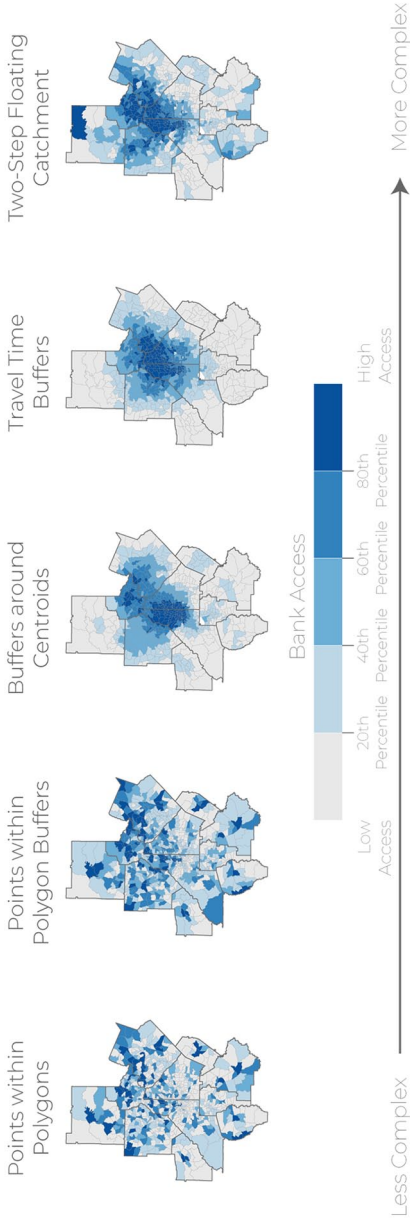 Points within
Polygons
Points within
Polygon Buffers
Buffers around
Centroids
Travel Time
Buffers
Two-Step Floating
Catchment
Bank Access
Low
Access
20th
Percentile
40th
Percentile
60th
Percentile
80th
Percentile
High
Access
Less Complex
More Complex